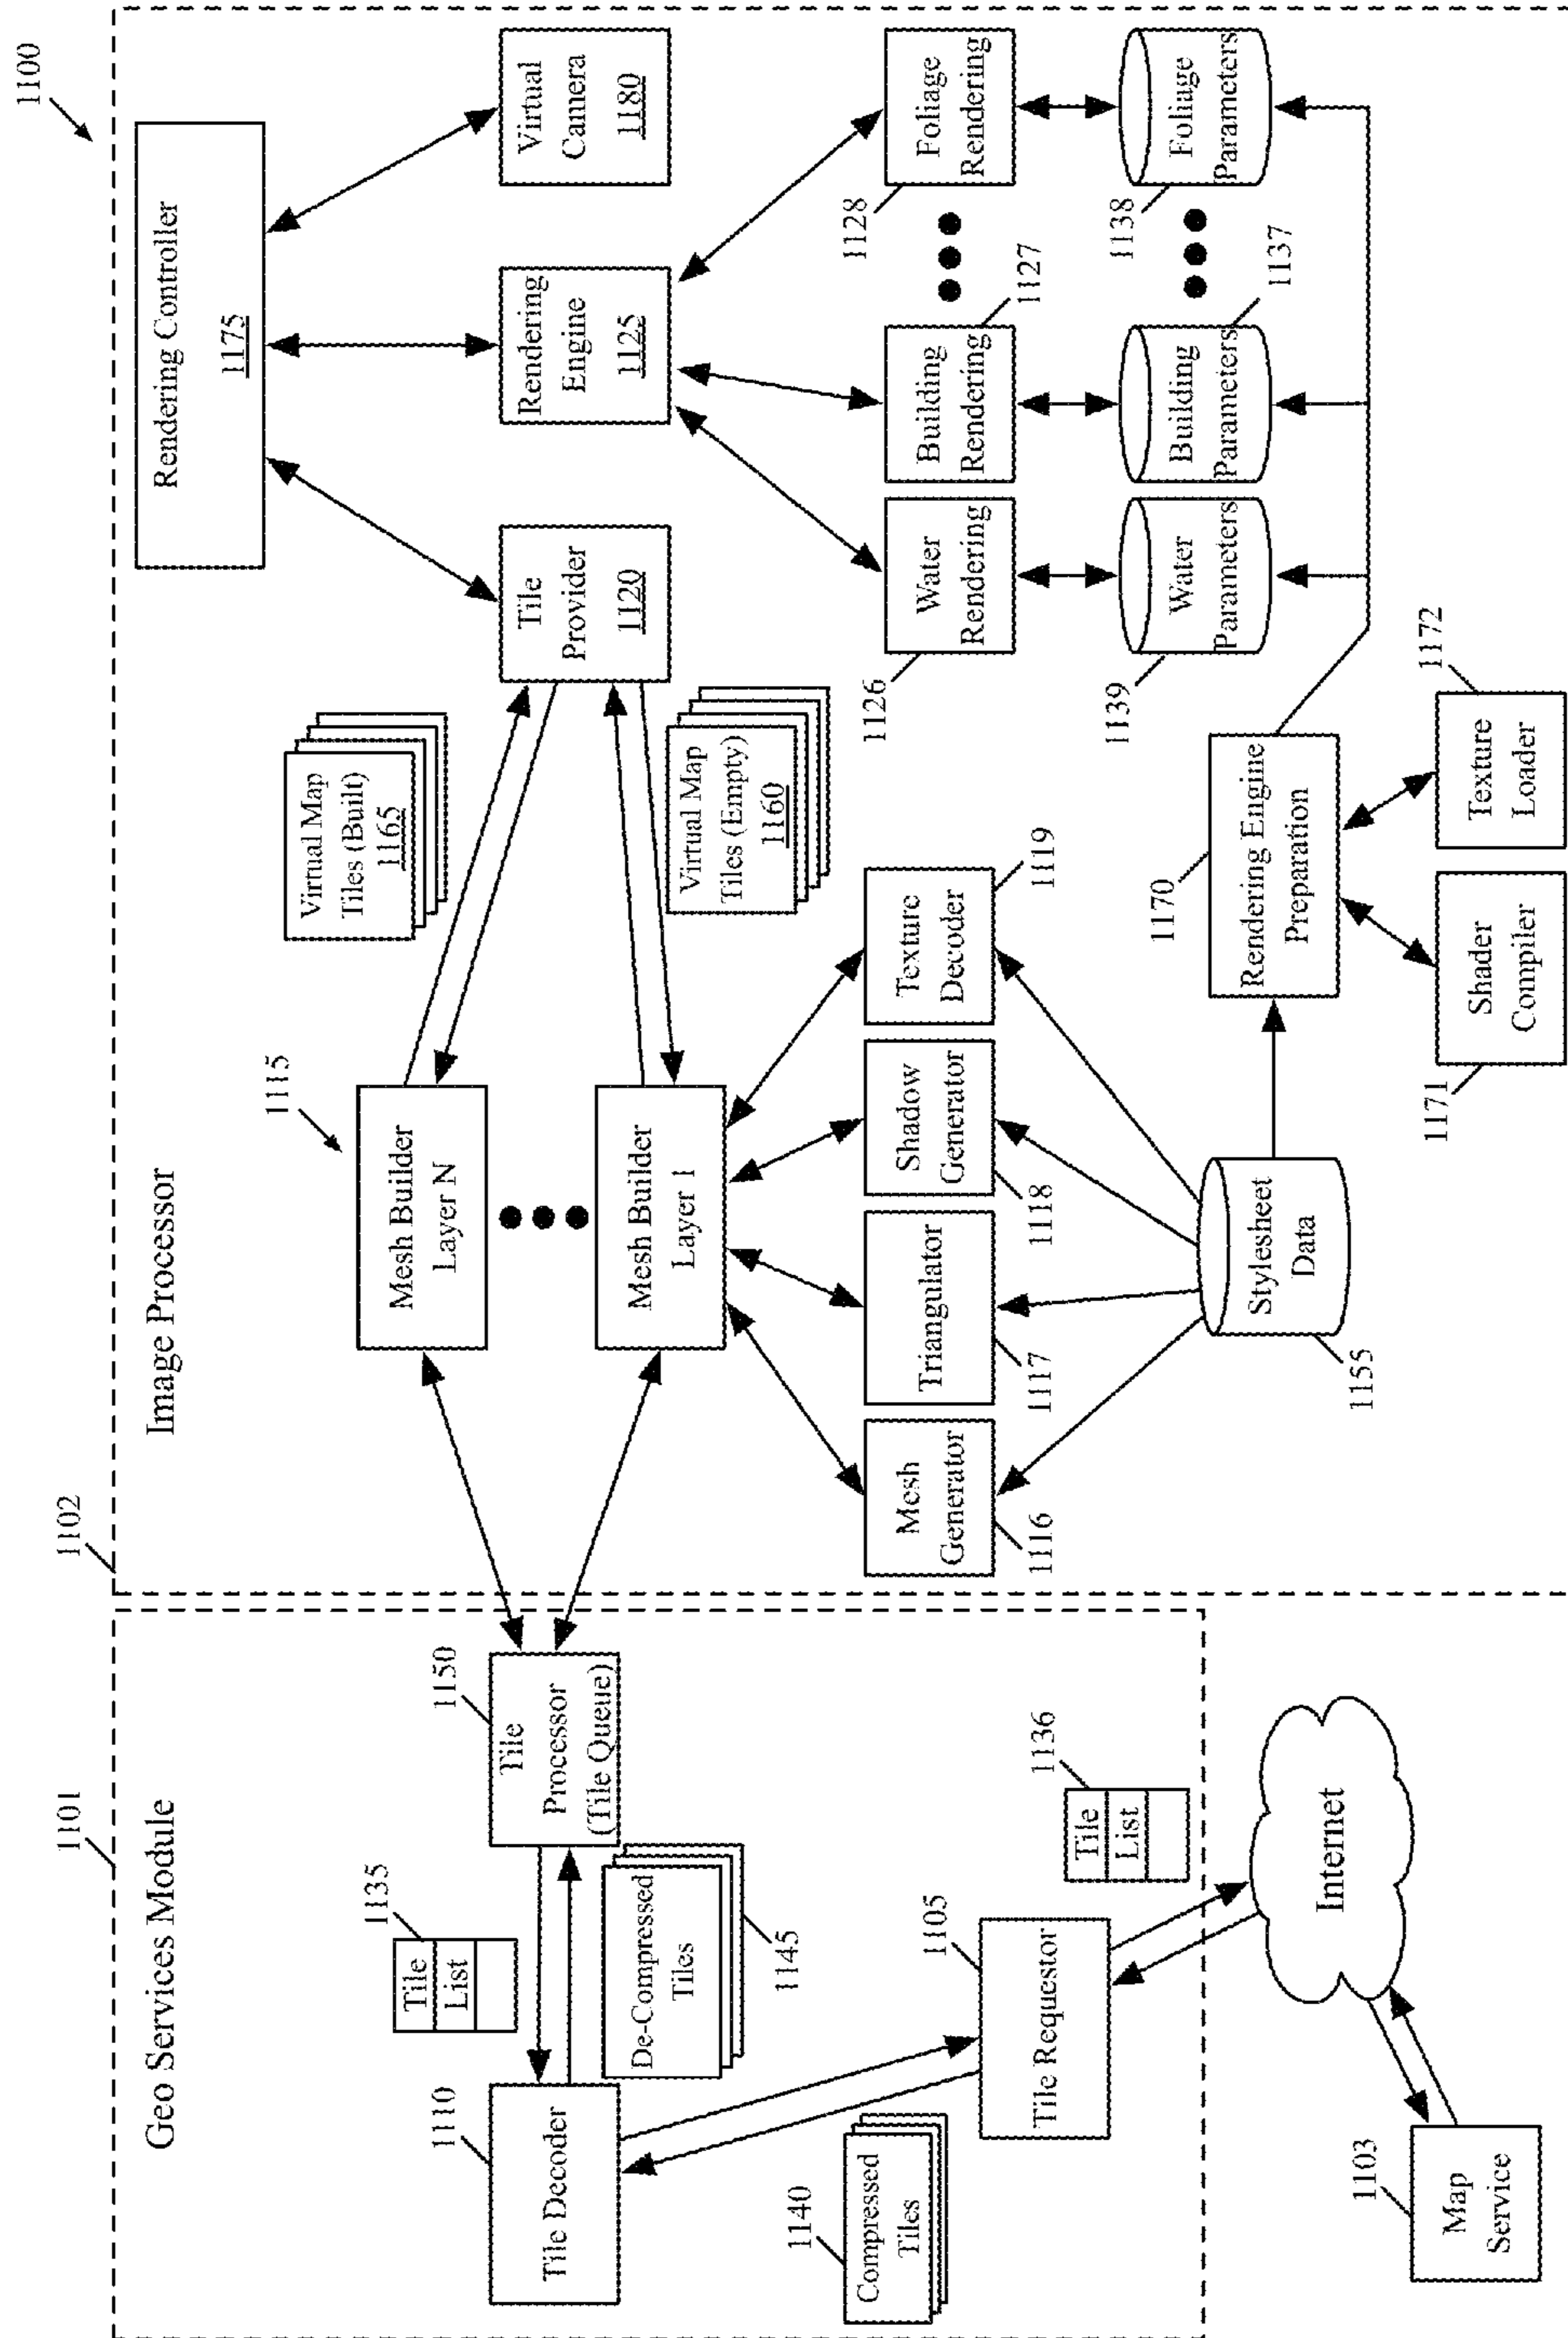 1100
1101
Geo Services Module
1102
Image Processor
Rendering Controller
1175
Tile
Provider
1120
Rendering
Engine
1125
Virtual
Camera
1180
Virtual Map
Tiles (Built)
1165
Virtual Map
Tiles (Empty)
1160
1115
Mesh Builder
Layer N
Mesh Builder
Layer 1
1150
Tile
Processor
(Tile Queue)
1135
Tile
List
De-Compressed
Tiles
1145
1110
Tile Decoder
1140
Compressed
Tiles
1105
Tile Requestor
1136
Tile
List
Internet
1103
Map
Service
Mesh
Generator
1116
Triangulator
1117
Shadow
Generator
1118
Texture
Decoder
1119
Stylesheet
Data
1155
1170
Rendering Engine
Preparation
Shader
Compiler
1171
Texture
Loader
1172
Water
Rendering
1126
Building
Rendering
1127
Foliage
Rendering
1128
Water
Parameters
1139
Building
Parameters
1137
Foliage
Parameters
1138